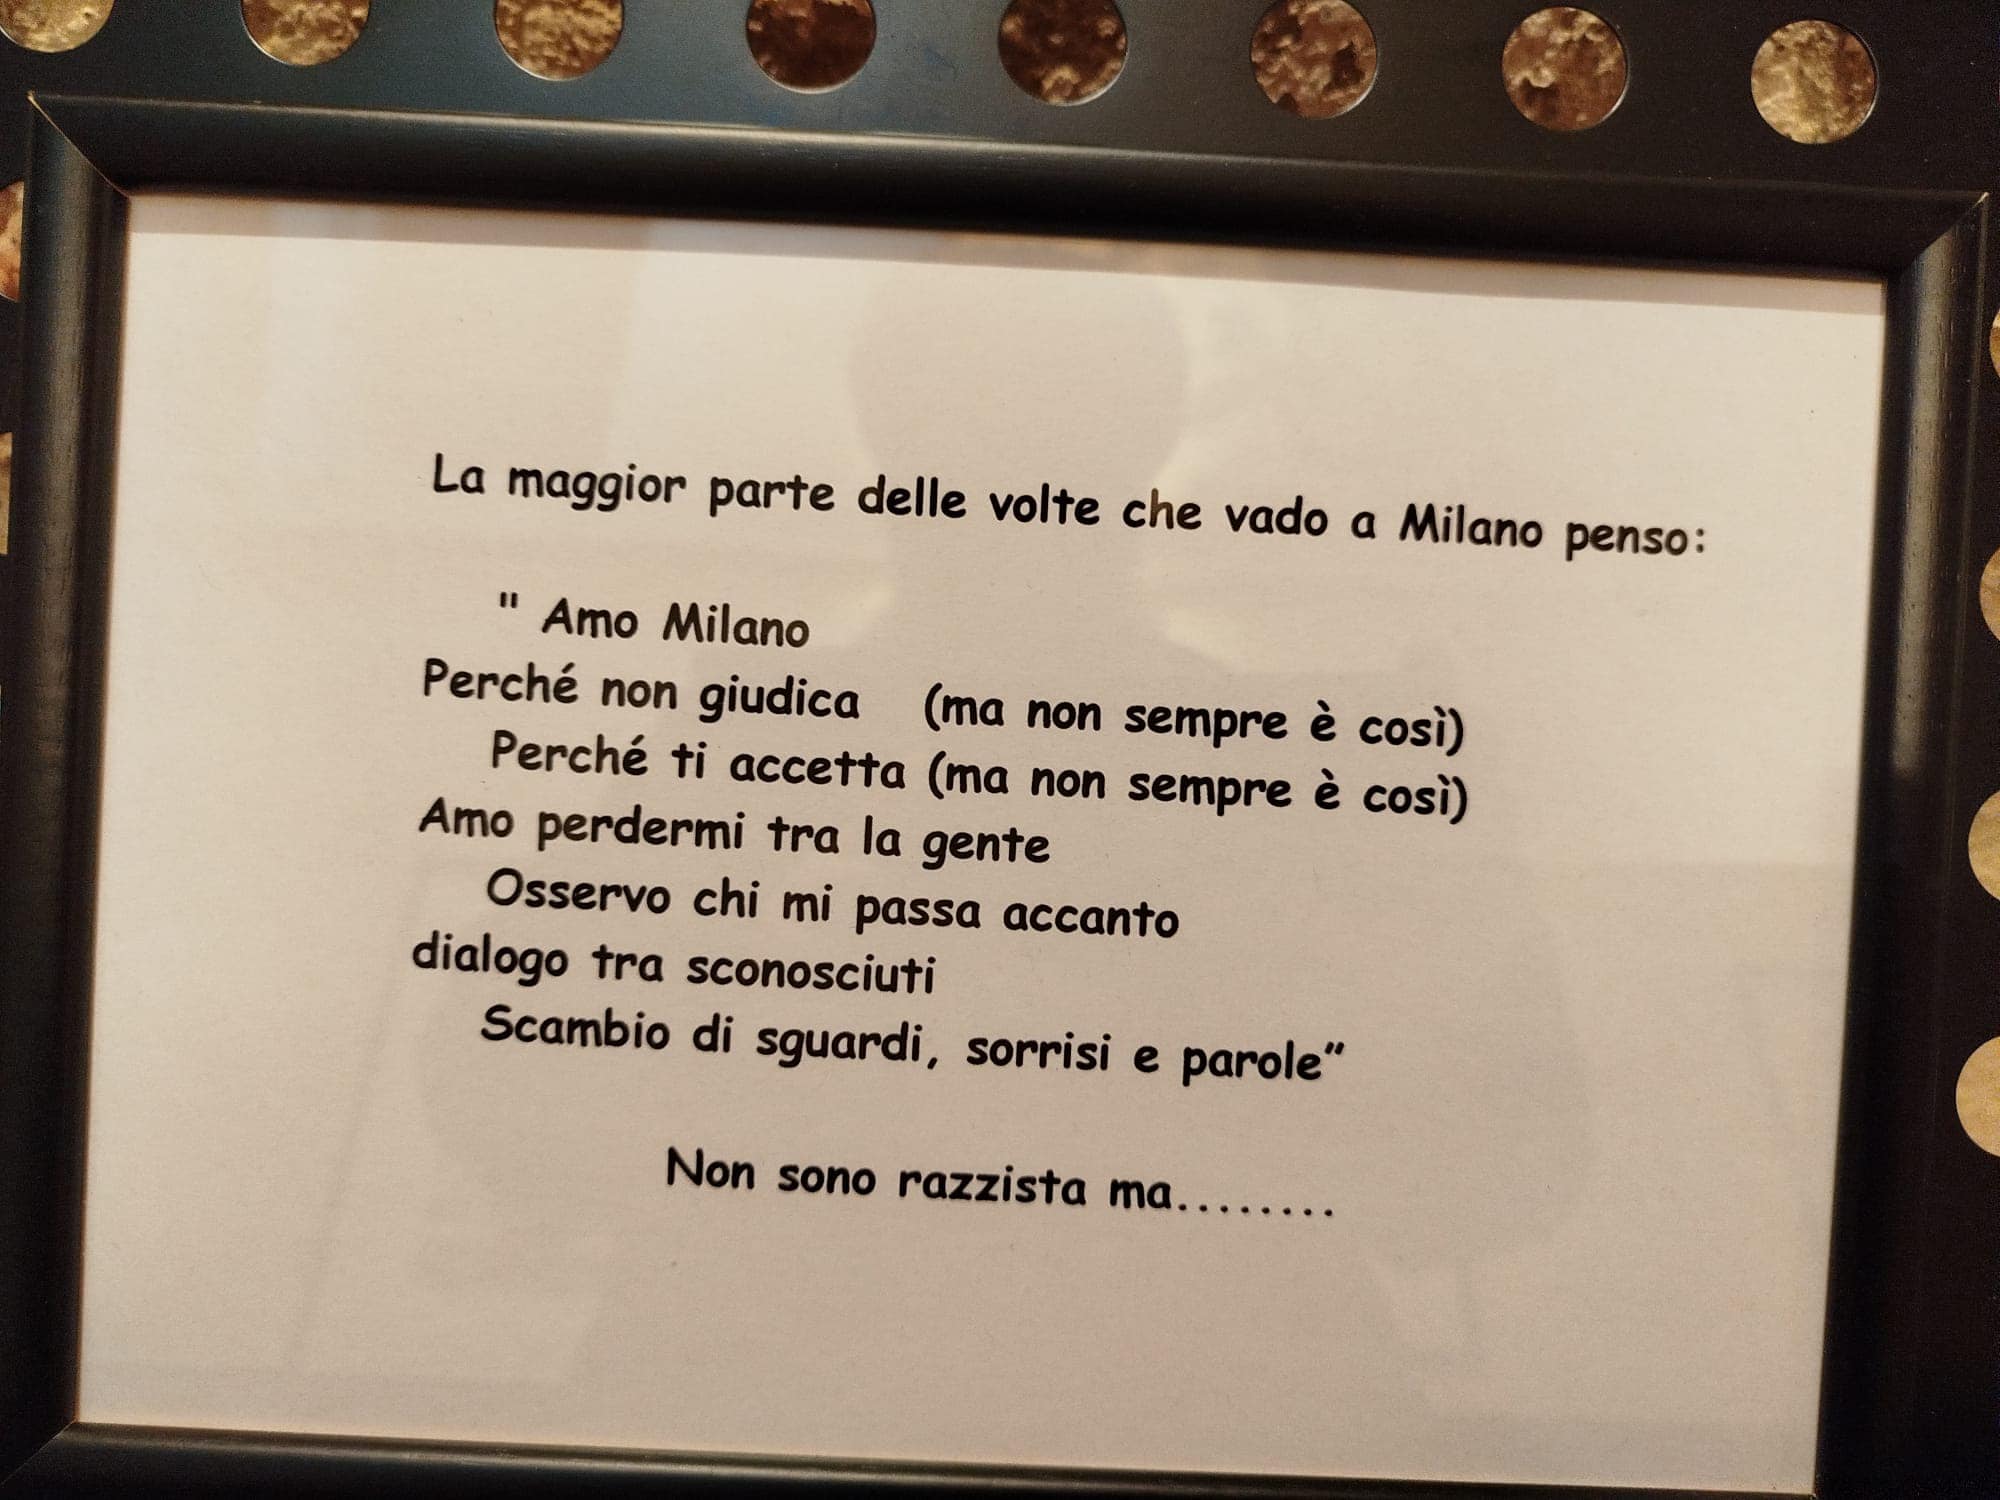 La maggior parte delle volte che vado a Milano penso:
" Amo Milano
Perché non giudica (ma non sempre è così)
Perché ti accetta (ma non sempre è così)
Amo perdermi tra la gente
Osservo chi mi passa accanto
dialogo tra sconosciuti
Scambio di sguardi, sorrisi e parole”
Non sono razzista ma........